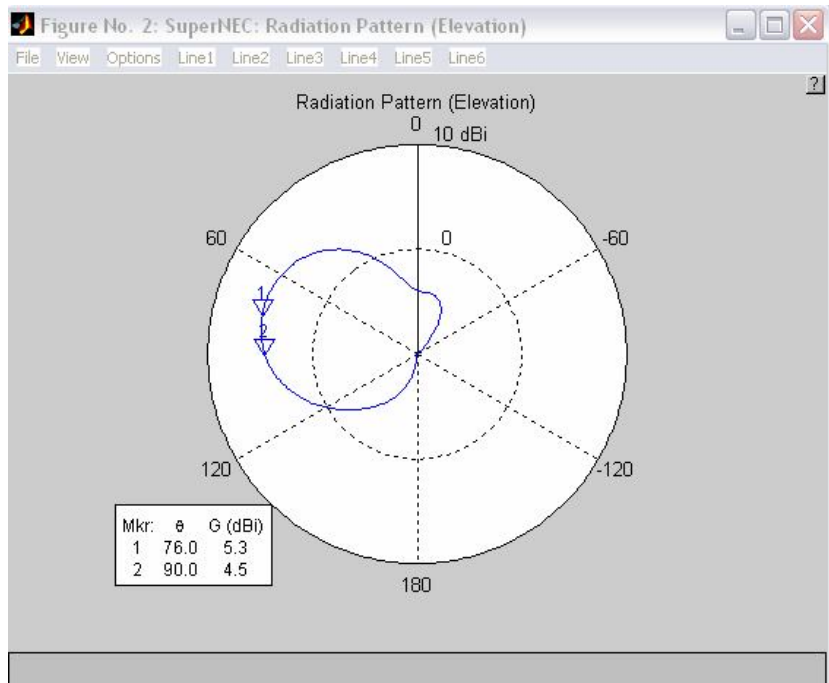 Figure No. 2: SuperNEC: Radiation Pattern (Elevation)
File View Options Line1 Line2 Line3 Line4 Line5 Line6
?
Radiation Pattern (Elevation)
0
10 dBi
60
0
-60
1
2
120
-120
Mkr: θ G (dBi)
1 76.0 5.3
2 90.0 4.5
180